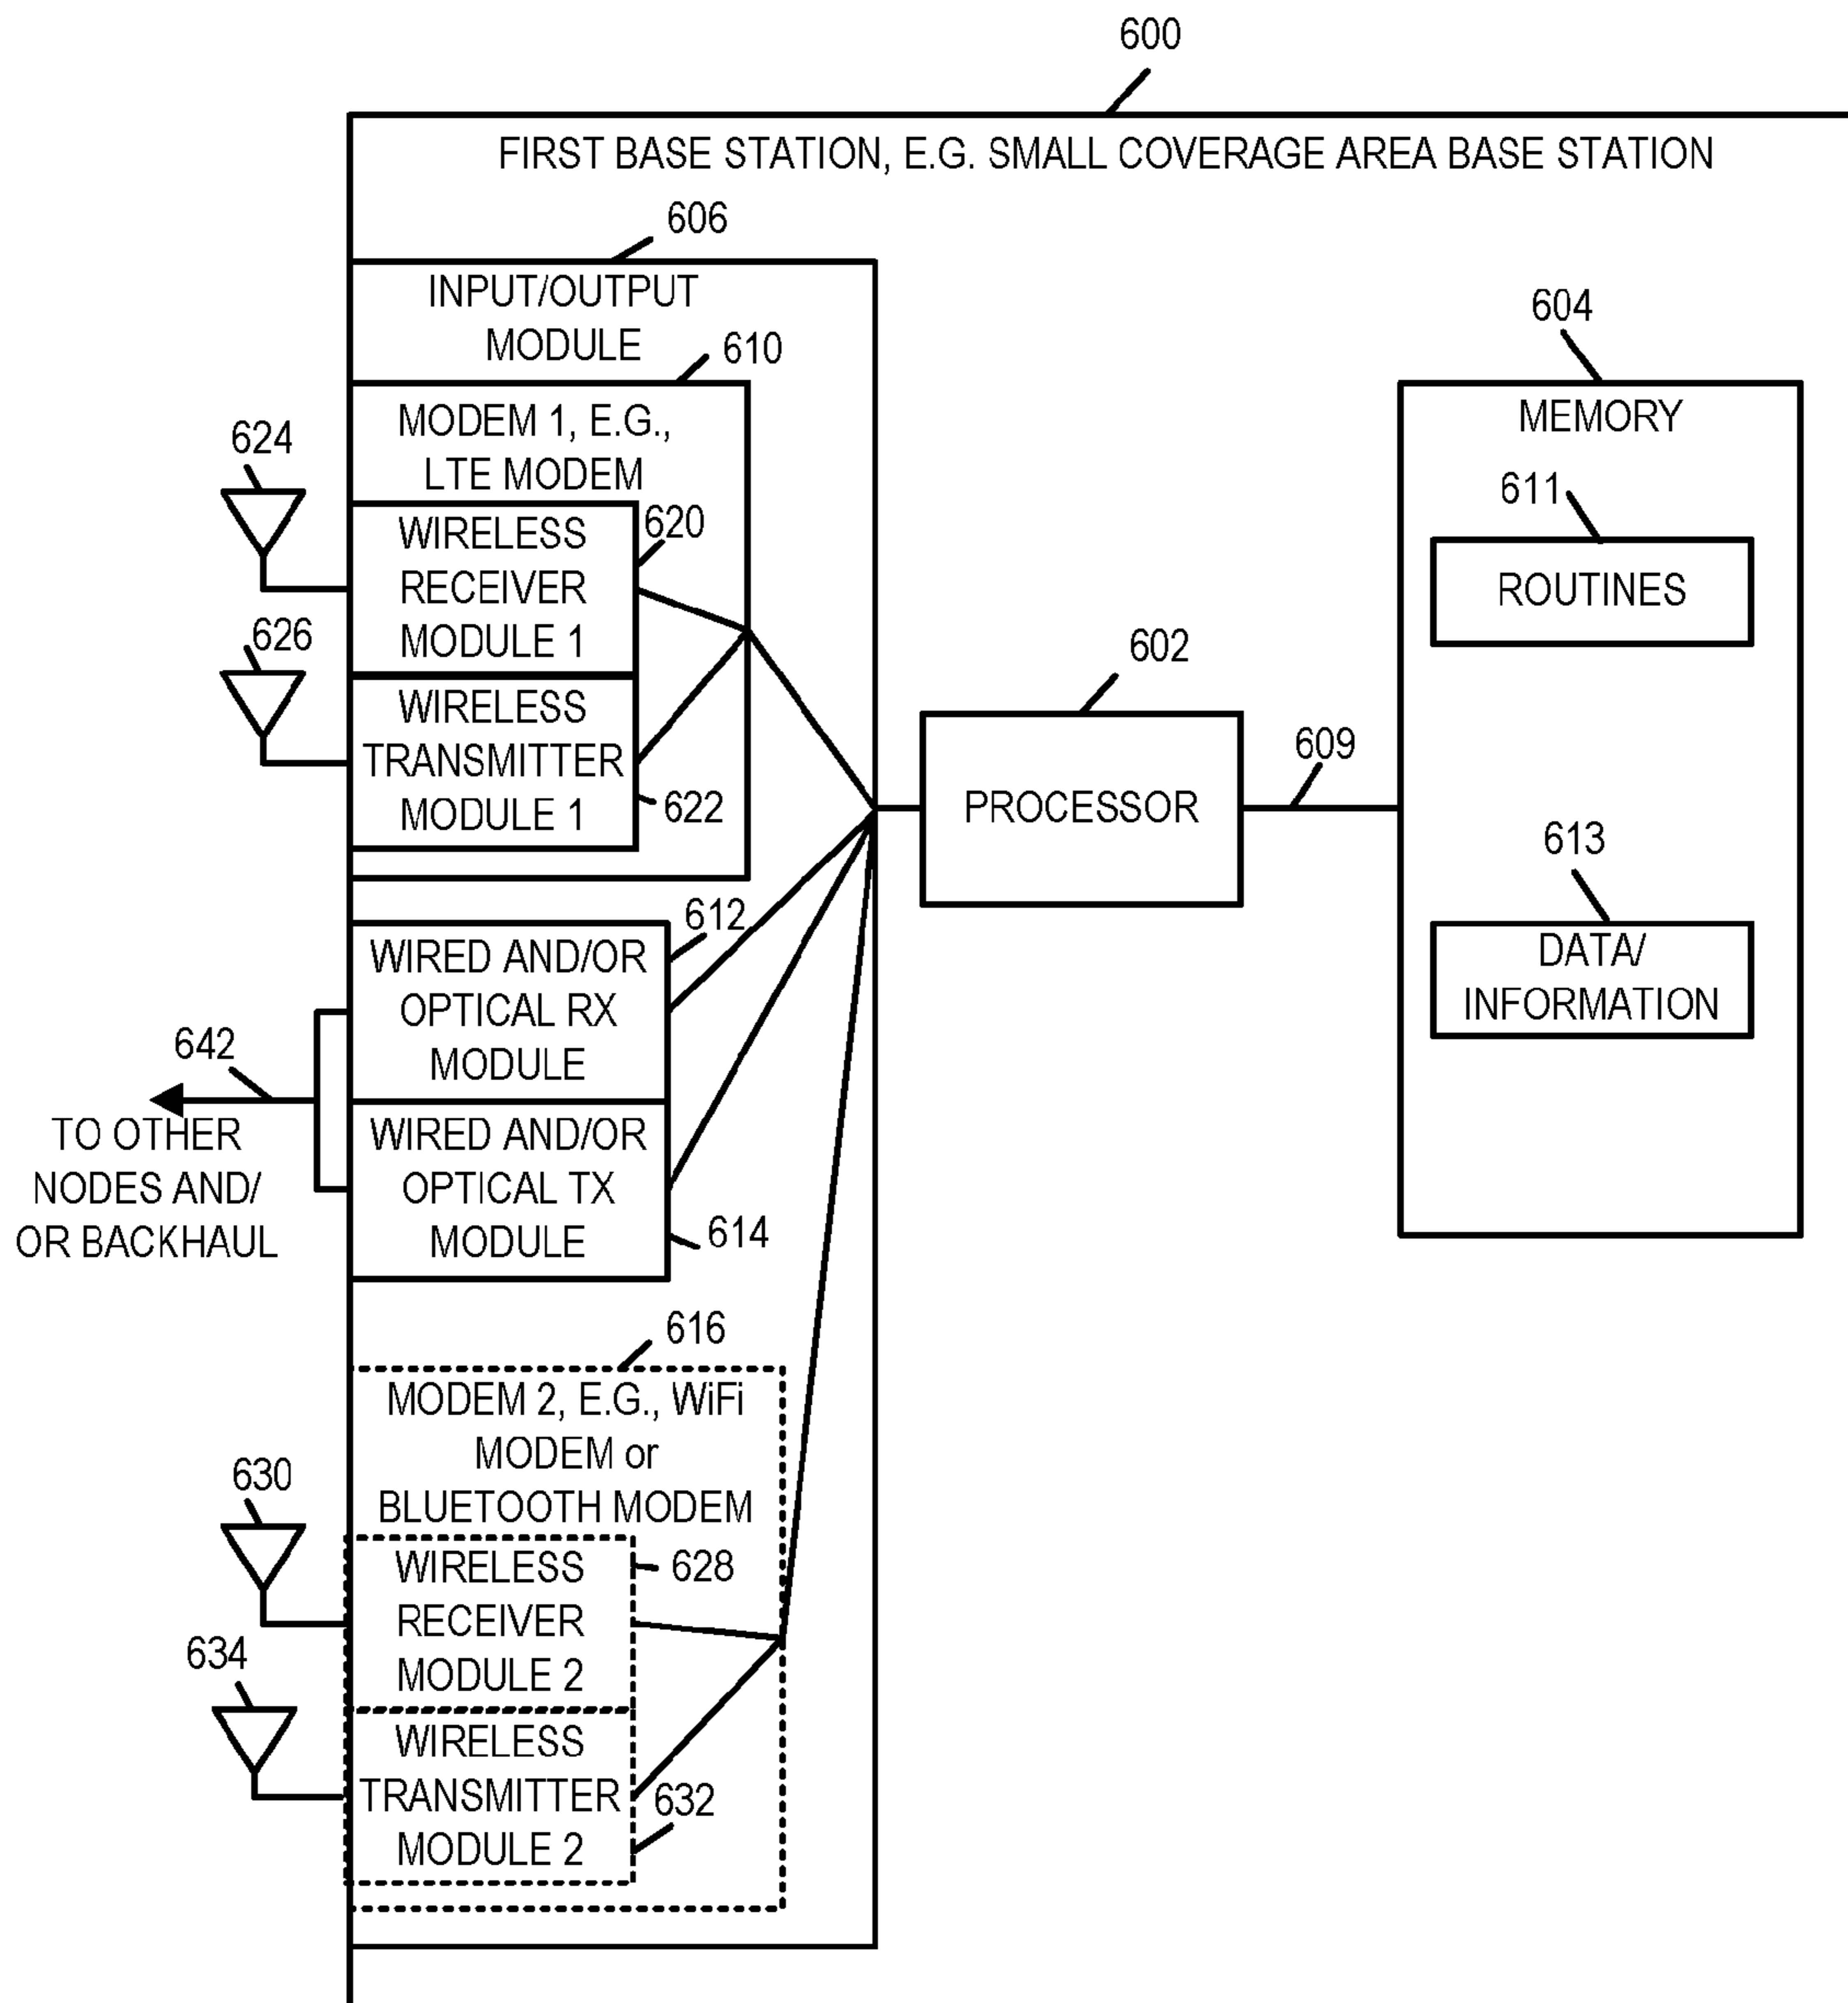 600
FIRST BASE STATION, E.G. SMALL COVERAGE AREA BASE STATION
606
INPUT/OUTPUT
MODULE
610
MODEM 1, E.G.,
LTE MODEM
624
WIRELESS
RECEIVER
MODULE 1
620
626
WIRELESS
TRANSMITTER
MODULE 1
622
612
WIRED AND/OR
OPTICAL RX
MODULE
642
TO OTHER
NODES AND/
OR BACKHAUL
WIRED AND/OR
OPTICAL TX
MODULE
614
616
MODEM 2, E.G., WiFi
MODEM or
BLUETOOTH MODEM
630
WIRELESS
RECEIVER
MODULE 2
628
634
WIRELESS
TRANSMITTER
MODULE 2
632
602
PROCESSOR
609
604
MEMORY
611
ROUTINES
613
DATA/
INFORMATION